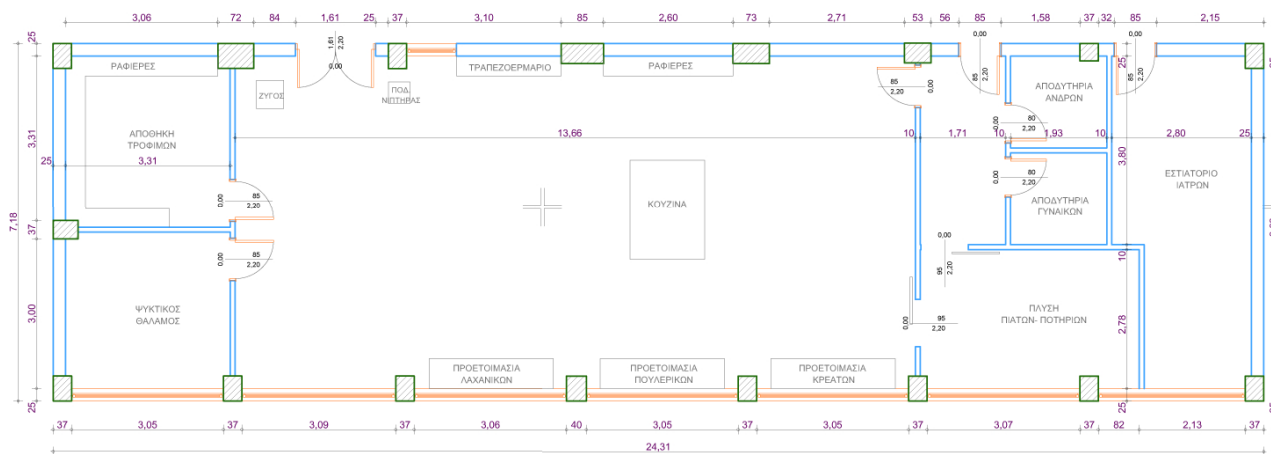 3,06 72 84 1,61 25 37 3,10 85 2,60 73 2,71 53 56 85 1,58 37 32 85 2,15
25
ΡΑΦΙΕΡΕΣ
ΖΥΓΟΣ
1,61
2,20
0,00
ΠΟΔ.
ΝΙΠΤΗΡΑΣ
ΤΡΑΠΕΖΟΕΡΜΑΡΙΟ
ΡΑΦΙΕΡΕΣ
85
2,20
0,00
0,00
85
2,20
ΑΠΟΔΥΤΗΡΙΑ
ΑΝΔΡΩΝ
25
0,00
85
2,20
ΑΠΟΘΗΚΗ
ΤΡΟΦΙΜΩΝ
3,31
25
3,31
13,66
10
1,71
10
1,93
10
2,80
25
0,00
80
2,20
3,80
0,00
80
2,20
ΕΣΤΙΑΤΟΡΙΟ
ΙΑΤΡΩΝ
ΑΠΟΔΥΤΗΡΙΑ
ΓΥΝΑΙΚΩΝ
0,00
85
2,20
ΚΟΥΖΙΝΑ
7,18
37
0,00
85
2,20
0,00
95
2,20
10
3,00
ΨΥΚΤΙΚΟΣ
ΘΑΛΑΜΟΣ
0,00
95
2,20
ΠΛΥΣΗ
ΠΙΑΤΩΝ- ΠΟΤΗΡΙΩΝ
2,78
ΠΡΟΕΤΟΙΜΑΣΙΑ
ΛΑΧΑΝΙΚΩΝ
ΠΡΟΕΤΟΙΜΑΣΙΑ
ΠΟΥΛΕΡΙΚΩΝ
ΠΡΟΕΤΟΙΜΑΣΙΑ
ΚΡΕΑΤΩΝ
25
25
37 3,05 37 3,09 37 3,06 40 3,05 37 3,05 37 3,07 37 82 2,13 37
24,31